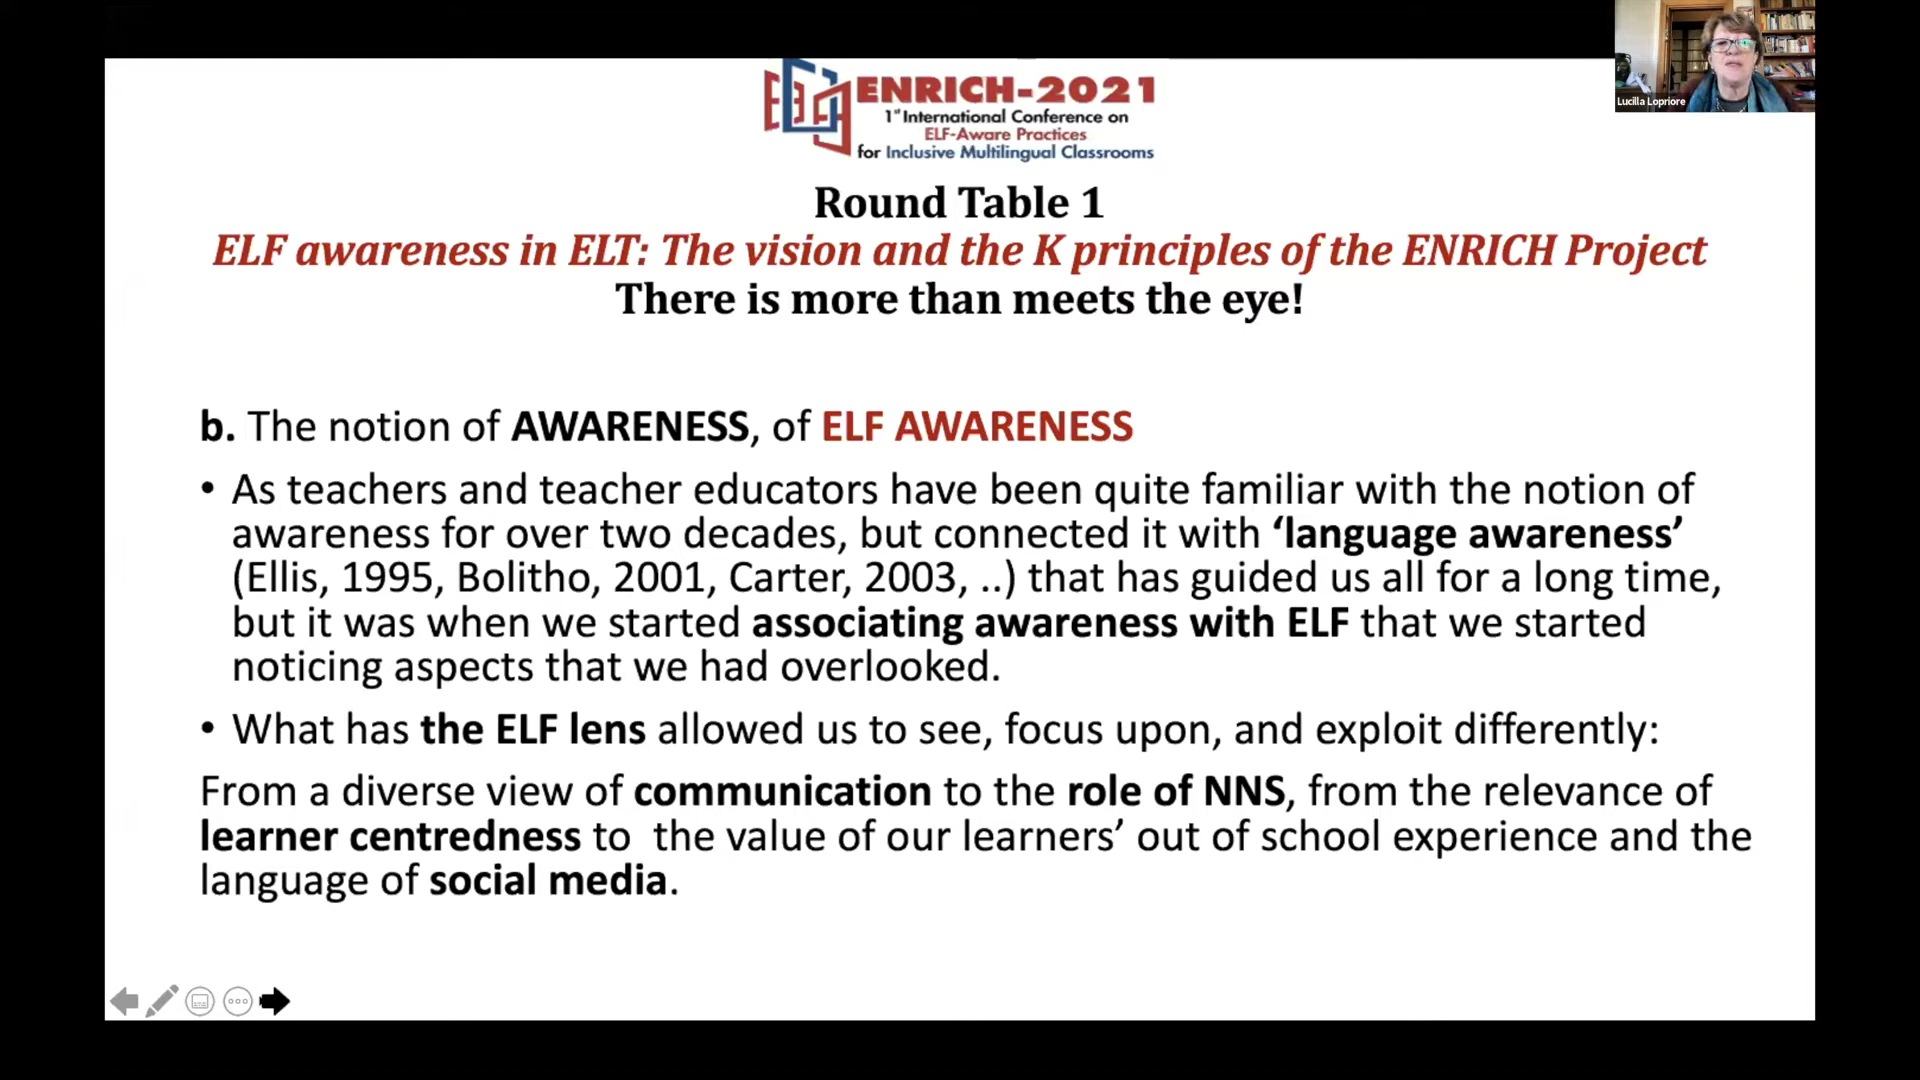 Lucilla Lopriore
ENRICH-2021
1st International Conference on
ELF-Aware Practices
for Inclusive Multilingual Classrooms
Round Table 1
ELF awareness in ELT: The vision and the K principles of the ENRICH Project
There is more than meets the eye!
b. The notion of AWARENESS, of ELF AWARENESS
• As teachers and teacher educators have been quite familiar with the notion of
awareness for over two decades, but connected it with ‘language awareness’
(Ellis, 1995, Bolitho, 2001, Carter, 2003, ..) that has guided us all for a long time,
but it was when we started associating awareness with ELF that we started
noticing aspects that we had overlooked.
• What has the ELF lens allowed us to see, focus upon, and exploit differently:
From a diverse view of communication to the role of NNS, from the relevance of
learner centredness to the value of our learners’ out of school experience and the
language of social media.